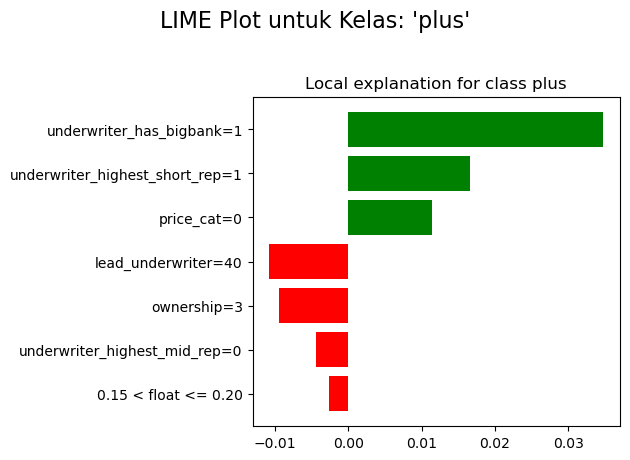 LIME Plot untuk Kelas: 'plus'
Local explanation for class plus
underwriter_has_bigbank=1
underwriter_highest_short_rep=1
price_cat=0
lead_underwriter=40
ownership=3
underwriter_highest_mid_rep=0
0.15 < float <= 0.20
−0.01 0.00 0.01 0.02 0.03